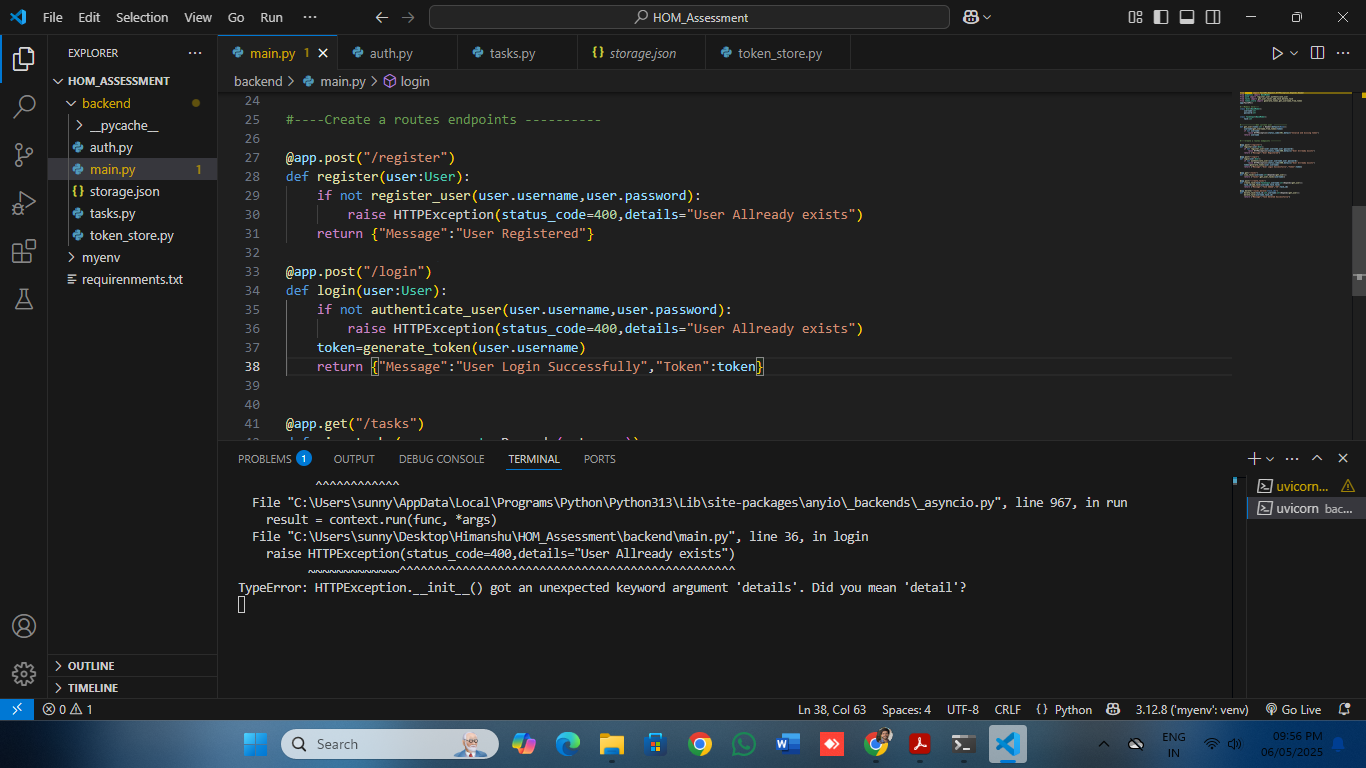 File Edit Selection View Go Run ··· HOM_Assessment
EXPLORER ···
HOM_ASSESSMENT
backend
__pycache__
auth.py
main.py 1
storage.json
tasks.py
token_store.py
myenv
requirenments.txt
OUTLINE
TIMELINE
main.py 1 auth.py tasks.py {} storage.json token_store.py
backend > main.py > login
24
25 #----Create a routes endpoints ----------
26
27 @app.post("/register")
28 def register(user:User):
29 if not register_user(user.username,user.password):
30 raise HTTPException(status_code=400,details="User Allready exists")
31 return {"Message":"User Registered"}
32
33 @app.post("/login")
34 def login(user:User):
35 if not authenticate_user(user.username,user.password):
36 raise HTTPException(status_code=400,details="User Allready exists")
37 token=generate_token(user.username)
38 return {"Message":"User Login Successfully","Token":token}
39
40
41 @app.get("/tasks")
PROBLEMS 1 OUTPUT DEBUG CONSOLE TERMINAL PORTS
^^^^^^^^^^^^
File "C:\Users\sunny\AppData\Local\Programs\Python\Python313\Lib\site-packages\anyio\_backends\_asyncio.py", line 967, in run
result = context.run(func, *args)
File "C:\Users\sunny\Desktop\Himanshu\HOM_Assessment\backend\main.py", line 36, in login
raise HTTPException(status_code=400,details="User Allready exists")
~~~~~~~~~~~~~^^^^^^^^^^^^^^^^^^^^^^^^^^^^^^^^^^^^^^^^^^^^^^
TypeError: HTTPException.__init__() got an unexpected keyword argument 'details'. Did you mean 'detail'?
uvicorn...
uvicorn bac...
0 1 Ln 38, Col 63 Spaces: 4 UTF-8 CRLF {} Python 3.12.8 ('myenv': venv) Go Live
Search
ENG
IN
09:56 PM
06/05/2025